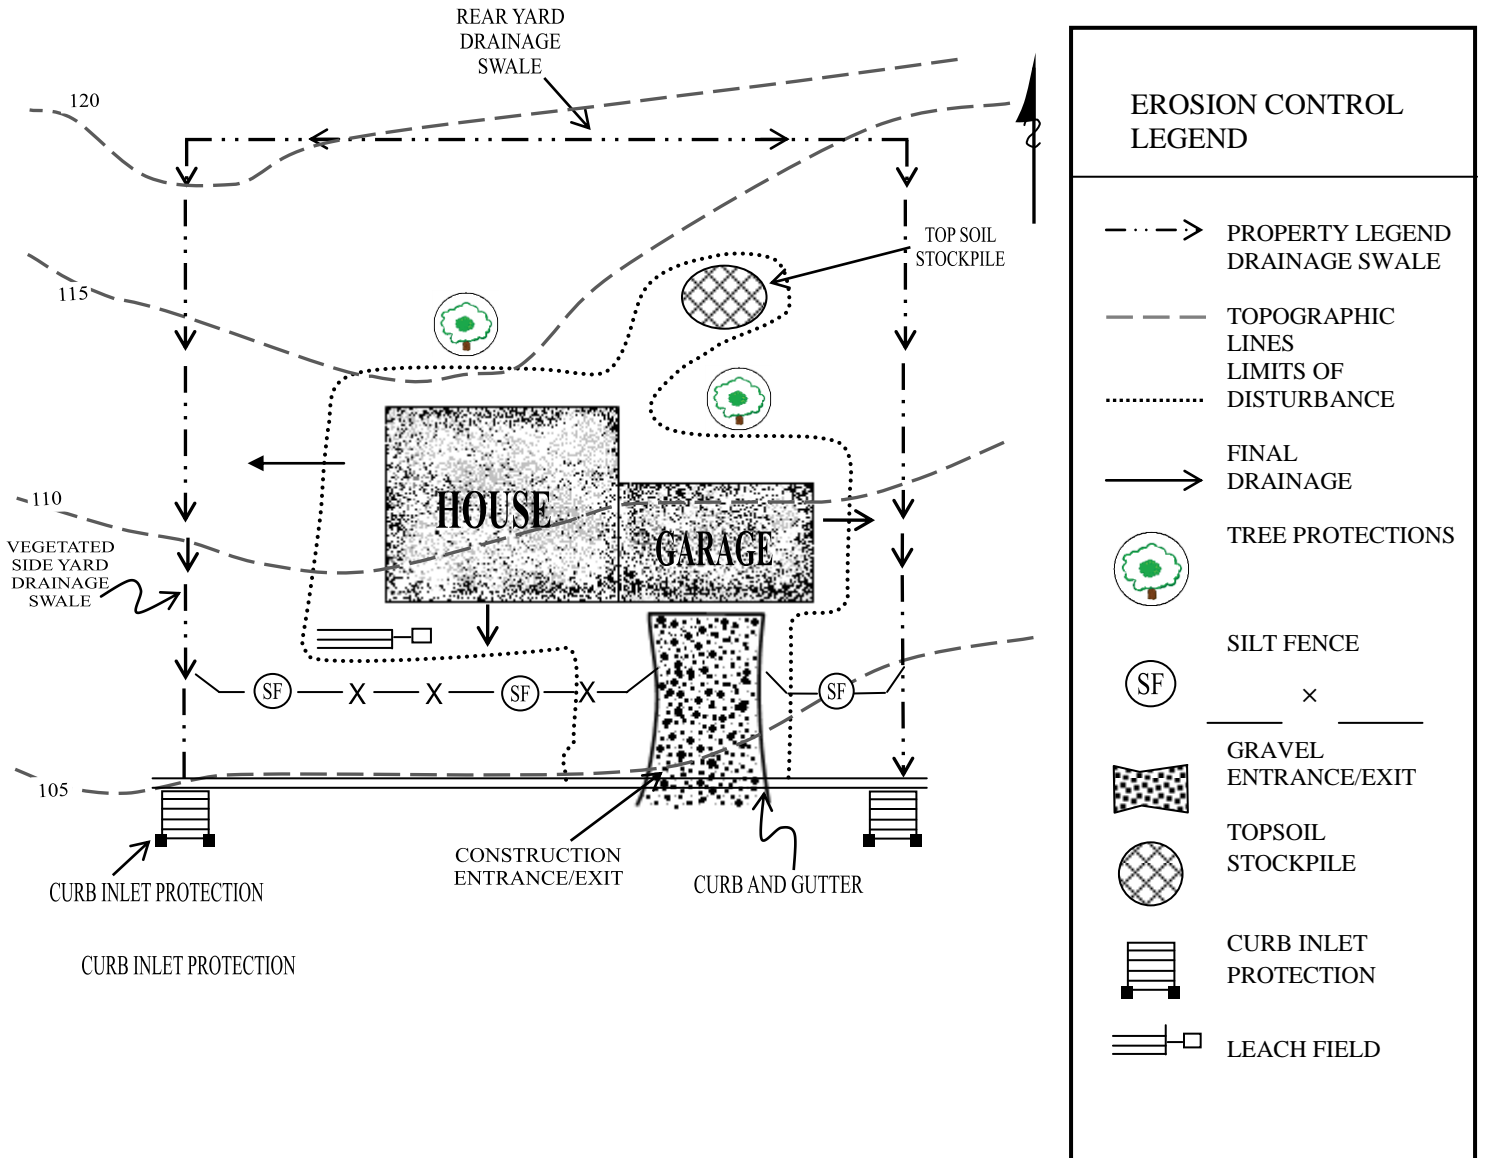 REAR YARD
DRAINAGE
SWALE
120
TOP SOIL
STOCKPILE
115
110
HOUSE
GARAGE
VEGETATED
SIDE YARD
DRAINAGE
SWALE
SF
X
X
SF
X
SF
105
CONSTRUCTION
ENTRANCE/EXIT
CURB AND GUTTER
CURB INLET PROTECTION
CURB INLET PROTECTION
EROSION CONTROL
LEGEND
PROPERTY LEGEND
DRAINAGE SWALE
TOPOGRAPHIC
LINES
LIMITS OF
DISTURBANCE
FINAL
DRAINAGE
TREE PROTECTIONS
SILT FENCE
SF
×
GRAVEL
ENTRANCE/EXIT
TOPSOIL
STOCKPILE
CURB INLET
PROTECTION
LEACH FIELD